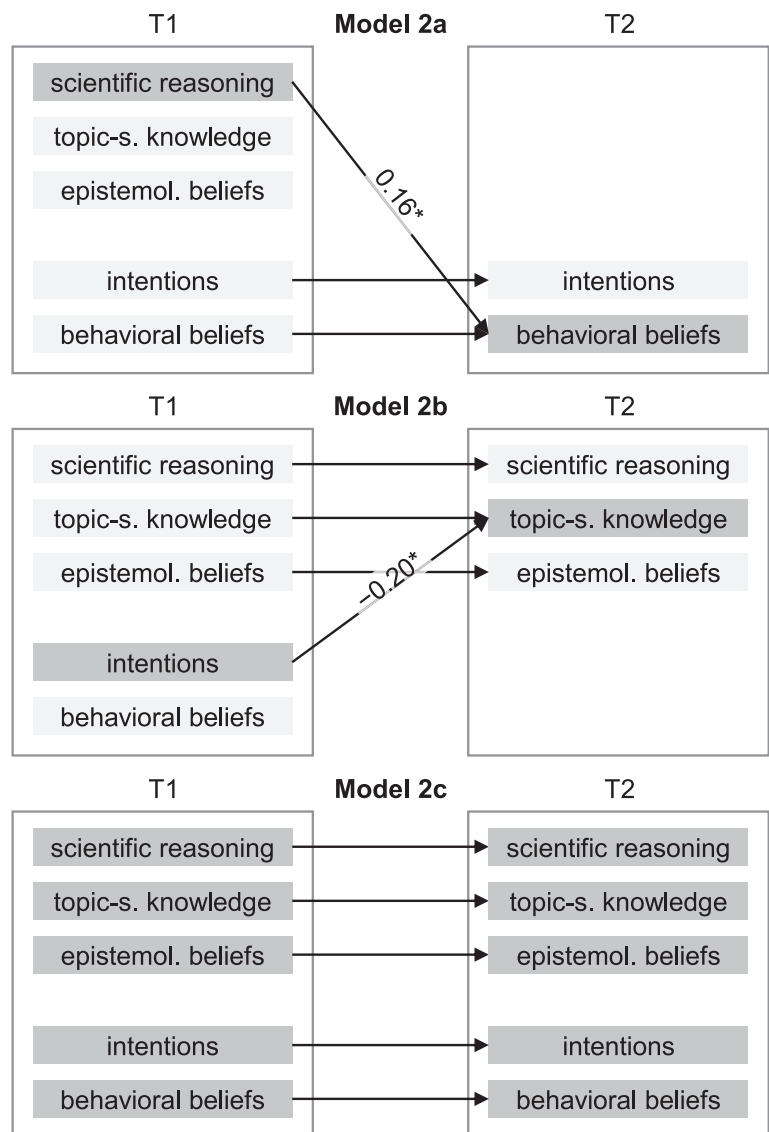 T1 Model 2a T2
scientific reasoning
topic-s. knowledge
epistemol. beliefs
0.16*
intentions intentions
behavioral beliefs behavioral beliefs
T1 Model 2b T2
scientific reasoning scientific reasoning
topic-s. knowledge topic-s. knowledge
epistemol. beliefs epistemol. beliefs
−0.20*
intentions
behavioral beliefs
T1 Model 2c T2
scientific reasoning scientific reasoning
topic-s. knowledge topic-s. knowledge
epistemol. beliefs epistemol. beliefs
intentions intentions
behavioral beliefs behavioral beliefs